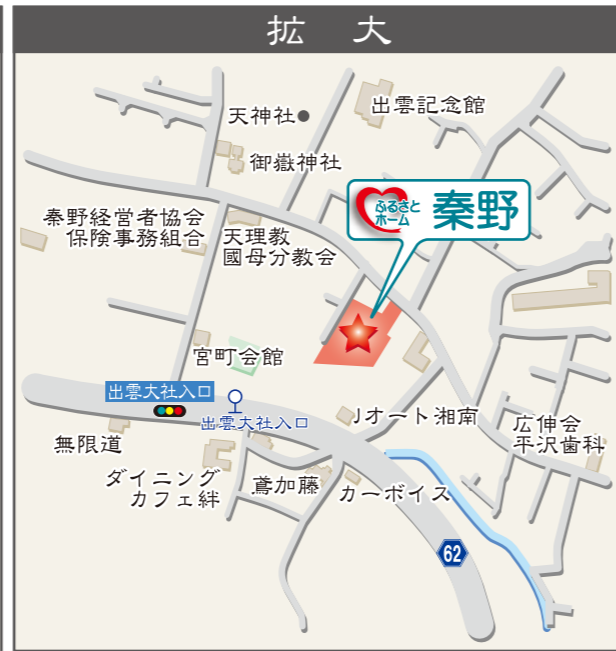 拡大
天神社
出雲記念館
御嶽神社
ふるさと
ホーム
秦野
秦野経営者協会
保険事務組合
天理教
國母分教会
宮町会館
出雲大社入口
出雲大社入口
Jオート湘南
広伸会
平沢歯科
無限道
ダイニング
カフェ絆
鳶加藤
カーボイス
62